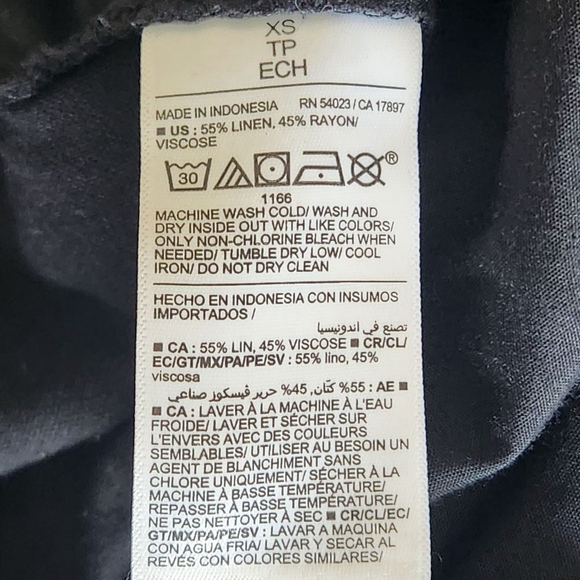 XS
TP
ECH
MADE IN INDONESIA RN 54023 / CA 17897
■ US : 55% LINEN, 45% RAYON/
VISCOSE
30 ®
1166
MACHINE WASH COLD/ WASH AND
DRY INSIDE OUT WITH LIKE COLORS/
ONLY NON-CHLORINE BLEACH WHEN
NEEDED/ TUMBLE DRY LOW/ COOL
IRON/ DO NOT DRY CLEAN
HECHO EN INDONESIA CON INSUMOS
IMPORTADOS /
تصنع في اندونيسيا
■ CA : 55% LIN, 45% VISCOSE ■ CR/CL/
EC/GT/MX/PA/PE/SV : 55% lino, 45%
viscosa
■ AE : 55% كتّان, 45% حرير ڤيسكوز صناعي
■ CA : LAVER À LA MACHINE À L'EAU
FROIDE/ LAVER ET SÉCHER SUR
L'ENVERS AVEC DES COULEURS
SEMBLABLES/ UTILISER AU BESOIN UN
AGENT DE BLANCHIMENT SANS
CHLORE UNIQUEMENT/ SÉCHER À LA
MACHINE À BASSE TEMPÉRATURE/
REPASSER À BASSE TEMPÉRATURE/
NE PAS NETTOYER À SEC ■ CR/CL/EC/
GT/MX/PA/PE/SV : LAVAR A MAQUINA
CON AGUA FRIA/ LAVAR Y SECAR AL
REVES CON COLORES SIMILARES/